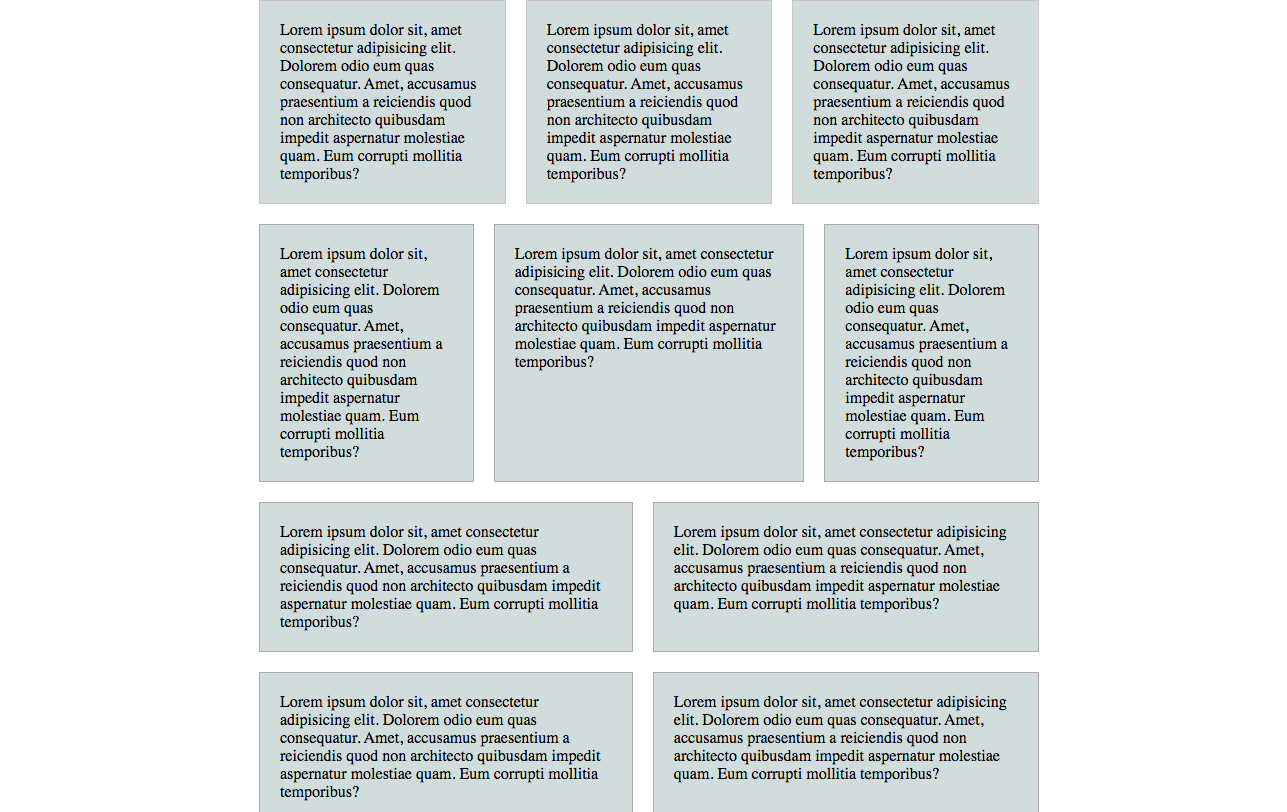 Lorem ipsum dolor sit, amet
consectetur adipisicing elit.
Dolorem odio eum quas
consequatur. Amet, accusamus
praesentium a reiciendis quod
non architecto quibusdam
impedit aspernatur molestiae
quam. Eum corrupti mollitia
temporibus?
Lorem ipsum dolor sit, amet
consectetur adipisicing elit.
Dolorem odio eum quas
consequatur. Amet, accusamus
praesentium a reiciendis quod
non architecto quibusdam
impedit aspernatur molestiae
quam. Eum corrupti mollitia
temporibus?
Lorem ipsum dolor sit, amet
consectetur adipisicing elit.
Dolorem odio eum quas
consequatur. Amet, accusamus
praesentium a reiciendis quod
non architecto quibusdam
impedit aspernatur molestiae
quam. Eum corrupti mollitia
temporibus?
Lorem ipsum dolor sit,
amet consectetur
adipisicing elit. Dolorem
odio eum quas
consequatur. Amet,
accusamus praesentium a
reiciendis quod non
architecto quibusdam
impedit aspernatur
molestiae quam. Eum
corrupti mollitia
temporibus?
Lorem ipsum dolor sit, amet consectetur
adipisicing elit. Dolorem odio eum quas
consequatur. Amet, accusamus
praesentium a reiciendis quod non
architecto quibusdam impedit aspernatur
molestiae quam. Eum corrupti mollitia
temporibus?
Lorem ipsum dolor sit,
amet consectetur
adipisicing elit. Dolorem
odio eum quas
consequatur. Amet,
accusamus praesentium a
reiciendis quod non
architecto quibusdam
impedit aspernatur
molestiae quam. Eum
corrupti mollitia
temporibus?
Lorem ipsum dolor sit, amet consectetur
adipisicing elit. Dolorem odio eum quas
consequatur. Amet, accusamus praesentium a
reiciendis quod non architecto quibusdam impedit
aspernatur molestiae quam. Eum corrupti mollitia
temporibus?
Lorem ipsum dolor sit, amet consectetur adipisicing
elit. Dolorem odio eum quas consequatur. Amet,
accusamus praesentium a reiciendis quod non
architecto quibusdam impedit aspernatur molestiae
quam. Eum corrupti mollitia temporibus?
Lorem ipsum dolor sit, amet consectetur
adipisicing elit. Dolorem odio eum quas
consequatur. Amet, accusamus praesentium a
reiciendis quod non architecto quibusdam impedit
aspernatur molestiae quam. Eum corrupti mollitia
temporibus?
Lorem ipsum dolor sit, amet consectetur adipisicing
elit. Dolorem odio eum quas consequatur. Amet,
accusamus praesentium a reiciendis quod non
architecto quibusdam impedit aspernatur molestiae
quam. Eum corrupti mollitia temporibus?